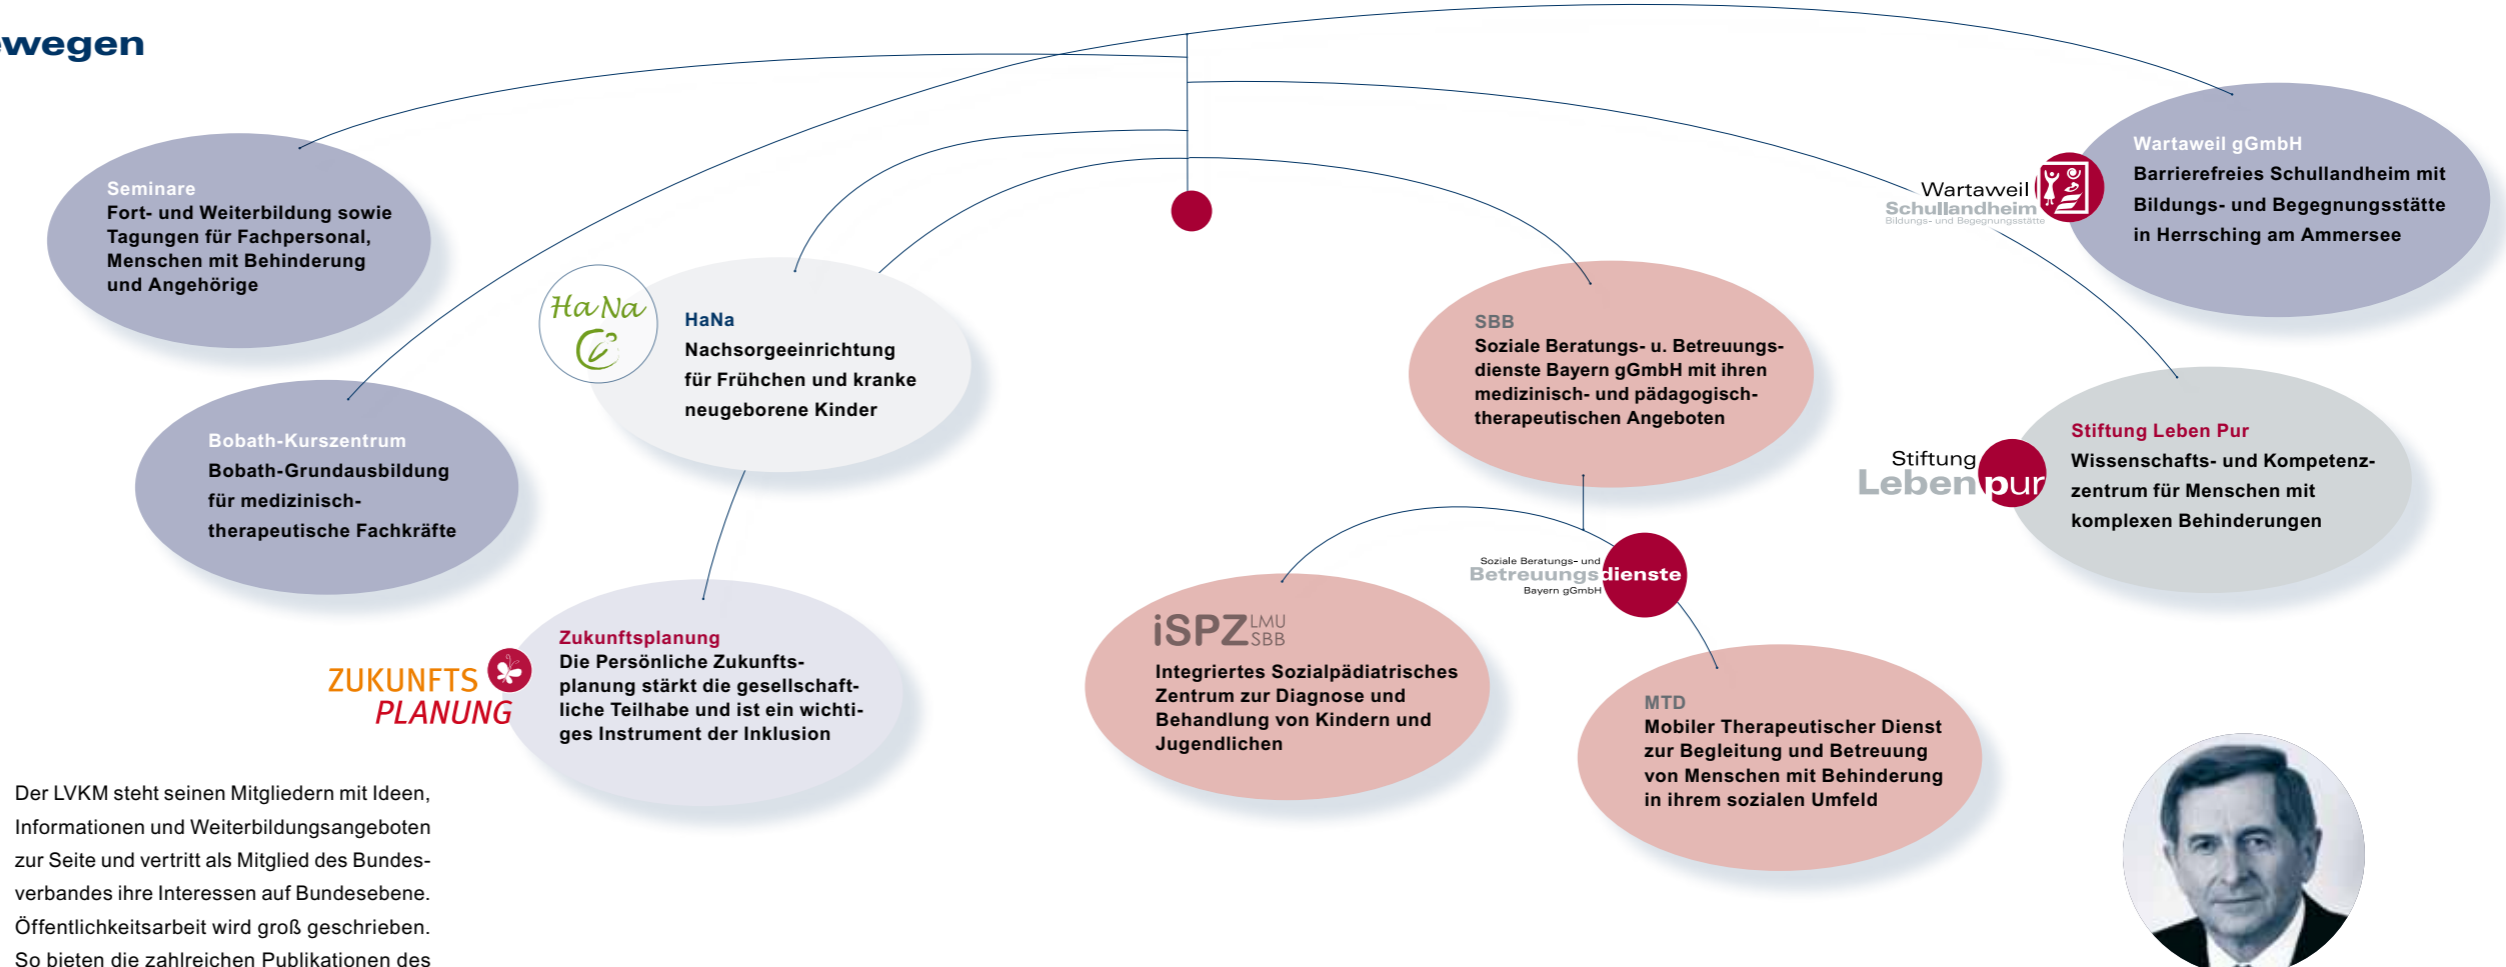 ewegen
Seminare
Fort- und Weiterbildung sowie
Tagungen für Fachpersonal,
Menschen mit Behinderung
und Angehörige
Bobath-Kurszentrum
Bobath-Grundausbildung
für medizinisch-
therapeutische Fachkräfte
HaNa
HaNa
Nachsorgeeinrichtung
für Frühchen und kranke
neugeborene Kinder
ZUKUNFTS
PLANUNG
Zukunftsplanung
Die Persönliche Zukunfts-
planung stärkt die gesellschaft-
liche Teilhabe und ist ein wichti-
ges Instrument der Inklusion
SBB
Soziale Beratungs- u. Betreuungs-
dienste Bayern gGmbH mit ihren
medizinisch- und pädagogisch-
therapeutischen Angeboten
Soziale Beratungs- und
Betreuungsdienste
Bayern gGmbH
iSPZ LMU
SBB
Integriertes Sozialpädiatrisches
Zentrum zur Diagnose und
Behandlung von Kindern und
Jugendlichen
MTD
Mobiler Therapeutischer Dienst
zur Begleitung und Betreuung
von Menschen mit Behinderung
in ihrem sozialen Umfeld
Wartaweil
Schullandheim
Bildungs- und Begegnungsstätte
Wartaweil gGmbH
Barrierefreies Schullandheim mit
Bildungs- und Begegnungsstätte
in Herrsching am Ammersee
Stiftung
Leben pur
Stiftung Leben Pur
Wissenschafts- und Kompetenz-
zentrum für Menschen mit
komplexen Behinderungen
Der LVKM steht seinen Mitgliedern mit Ideen,
Informationen und Weiterbildungsangeboten
zur Seite und vertritt als Mitglied des Bundes-
verbandes ihre Interessen auf Bundesebene.
Öffentlichkeitsarbeit wird groß geschrieben.
So bieten die zahlreichen Publikationen des